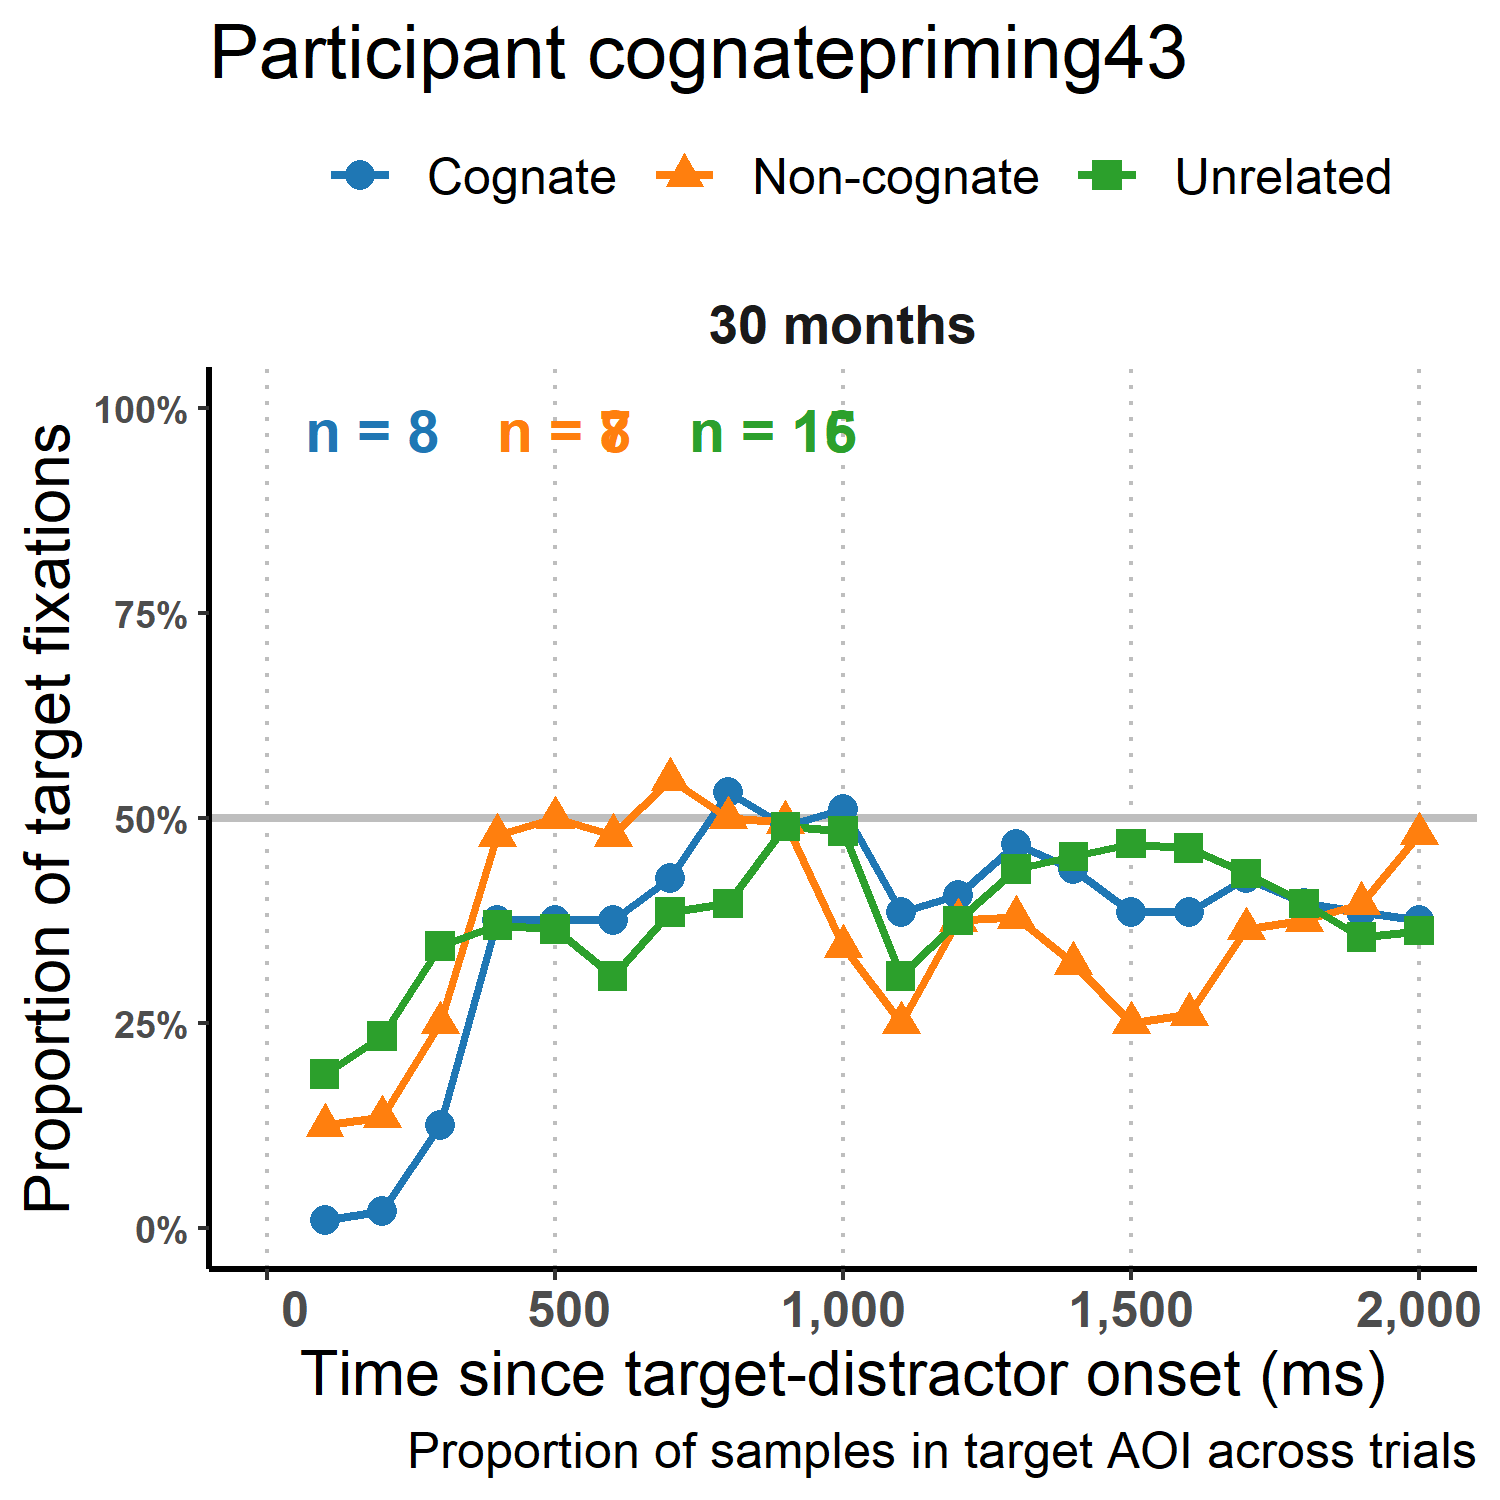 Participant cognatepriming43
Cognate Non-cognate Unrelated
30 months
n = 8 n = n =
100%
75%
50%
25%
0%
Proportion of target fixations
0 500 1,000 1,500 2,000
Time since target-distractor onset (ms)
Proportion of samples in target AOI across trials